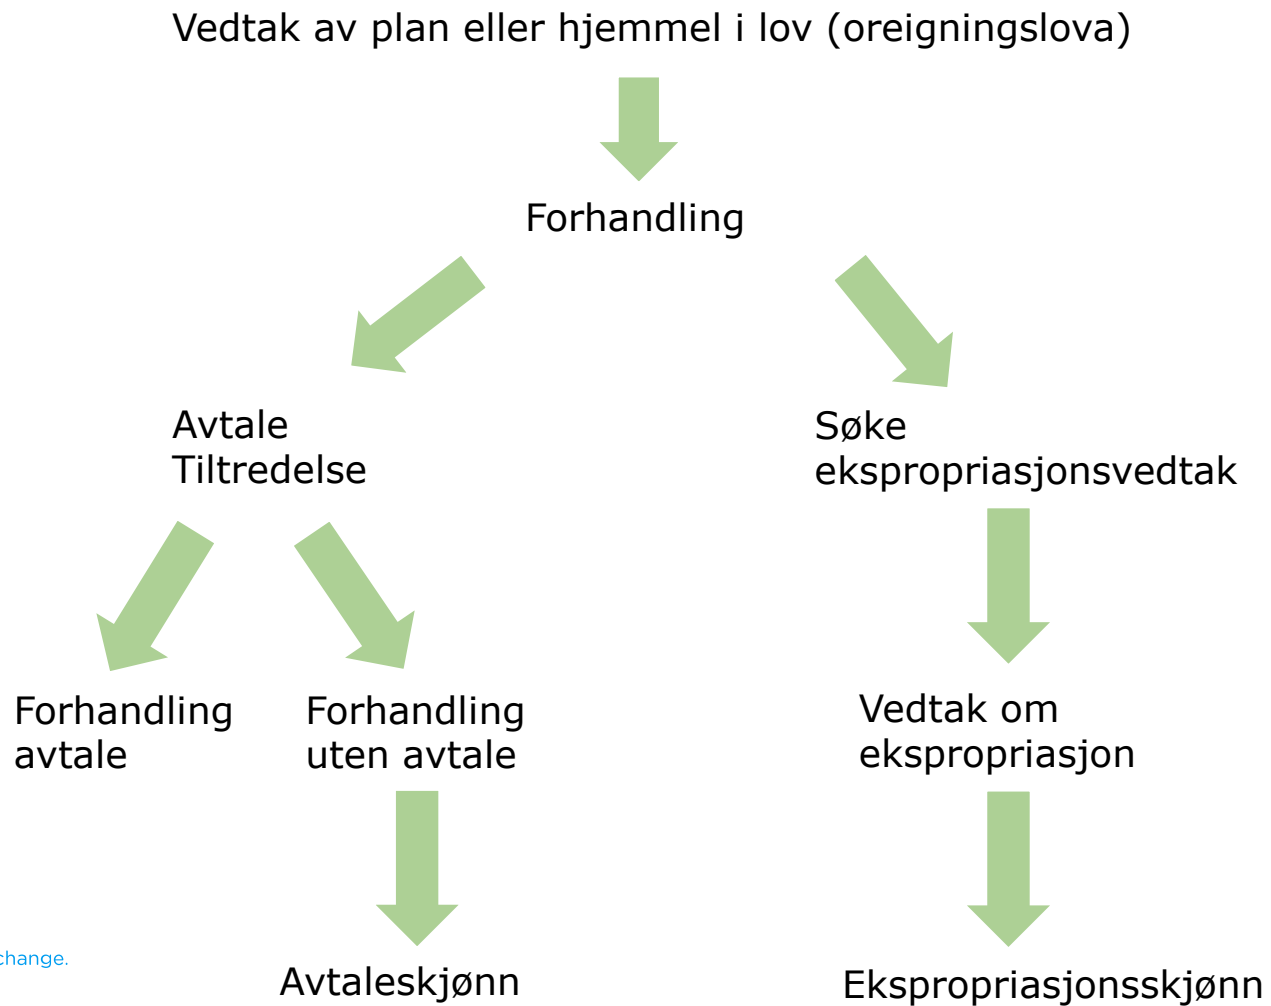 Vedtak av plan eller hjemmel i lov (oreigningslova)
Forhandling
Avtale
Tiltredelse
Søke
ekspropriasjonsvedtak
Forhandling
avtale
Forhandling
uten avtale
Vedtak om
ekspropriasjon
change.
Avtaleskjønn
Ekspropriasjonsskjønn